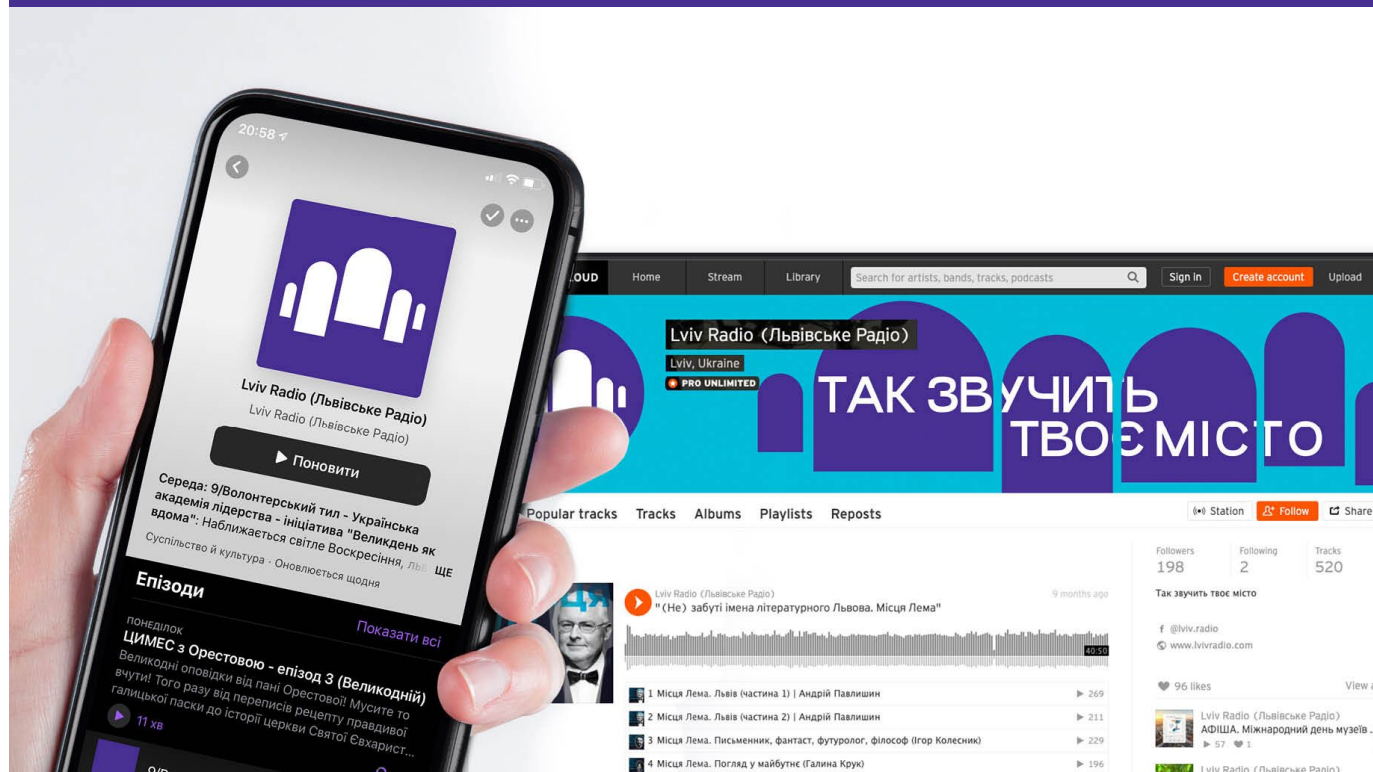 20:58
Lviv Radio (Львівське Радіо)
Lviv Radio (Львівське Радіо)
Поновити
Середа: 9/Волонтерський тил - Українська
академія лідерства - ініціатива "Великдень як
вдома": Наближається світле Воскресіння, ль
ЩЕ
Суспільство й культура · Оновлюється щодня
Епізоди
Показати всі
ПОНЕДІЛОК
ЦИМЕС з Орестовою - епізод 3 (Великодній)
Великодні оповідки від пані Орестової! Мусите то
вчути! Того разу від переписів рецепту правдивої
галицької паски до історії церкви Святої Євхарист...
11 хв
LOUD
Home
Stream
Library
Search for artists, bands, tracks, podcasts
Sign in
Create account
Upload
Lviv Radio (Львівське Радіо)
Lviv, Ukraine
PRO UNLIMITED
ТАК ЗВУЧИТЬ
ТВОЄ МІСТО
Popular tracks
Tracks
Albums
Playlists
Reposts
Station
Follow
Share
Followers
198
Following
2
Tracks
520
Так звучить твоє місто
@lviv.radio
www.lvivradio.com
96 likes
View a
Lviv Radio (Львівське Радіо)
АФІША. Міжнародний день музеїв ..
57
1
Lviv Radio (Львівське Радіо)
Lviv Radio (Львівське Радіо)
"(Не) забуті імена літературного Львова. Місця Лема"
9 months ago
40:50
1 Місця Лема. Львів (частина 1) | Андрій Павлишин
269
2 Місця Лема. Львів (частина 2) | Андрій Павлишин
211
3 Місця Лема. Письменник, фантаст, футуролог, філософ (Ігор Колесник)
229
4 Місця Лема. Погляд у майбутнє (Галина Крук)
196